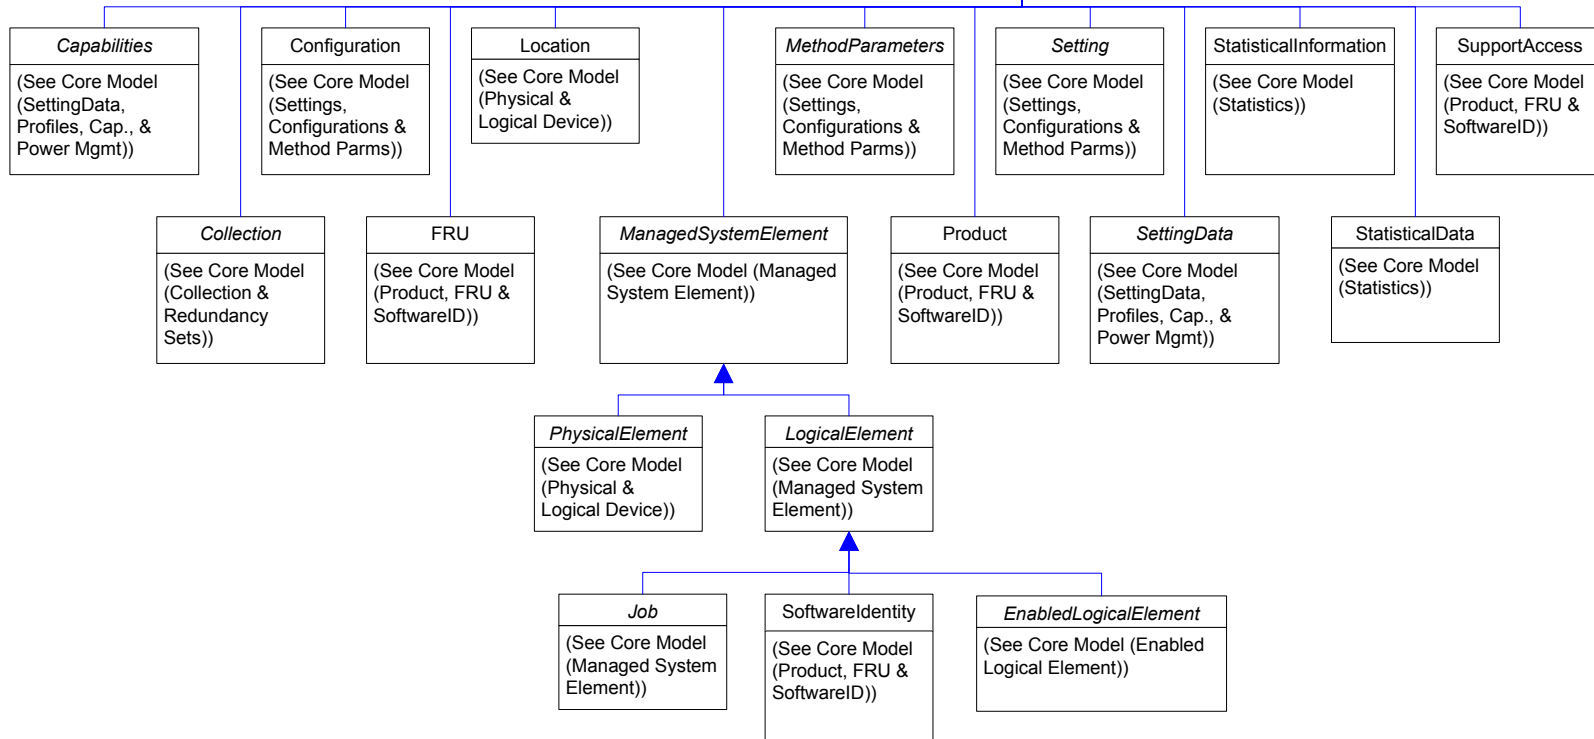 Capabilities
(See Core Model
(SettingData,
Profiles, Cap., &
Power Mgmt))
Configuration
(See Core Model
(Settings,
Configurations &
Method Parms))
Location
(See Core Model
(Physical &
Logical Device))
MethodParameters
(See Core Model
(Settings,
Configurations &
Method Parms))
Setting
(See Core Model
(Settings,
Configurations &
Method Parms))
StatisticalInformation
(See Core Model
(Statistics))
SupportAccess
(See Core Model
(Product, FRU &
SoftwareID))
Collection
(See Core Model
(Collection &
Redundancy
Sets))
FRU
(See Core Model
(Product, FRU &
SoftwareID))
ManagedSystemElement
(See Core Model (Managed
System Element))
Product
(See Core Model
(Product, FRU &
SoftwareID))
SettingData
(See Core Model
(SettingData,
Profiles, Cap., &
Power Mgmt))
StatisticalData
(See Core Model
(Statistics))
PhysicalElement
(See Core Model
(Physical &
Logical Device))
LogicalElement
(See Core Model
(Managed System
Element))
Job
(See Core Model
(Managed System
Element))
SoftwareIdentity
(See Core Model
(Product, FRU &
SoftwareID))
EnabledLogicalElement
(See Core Model (Enabled
Logical Element))